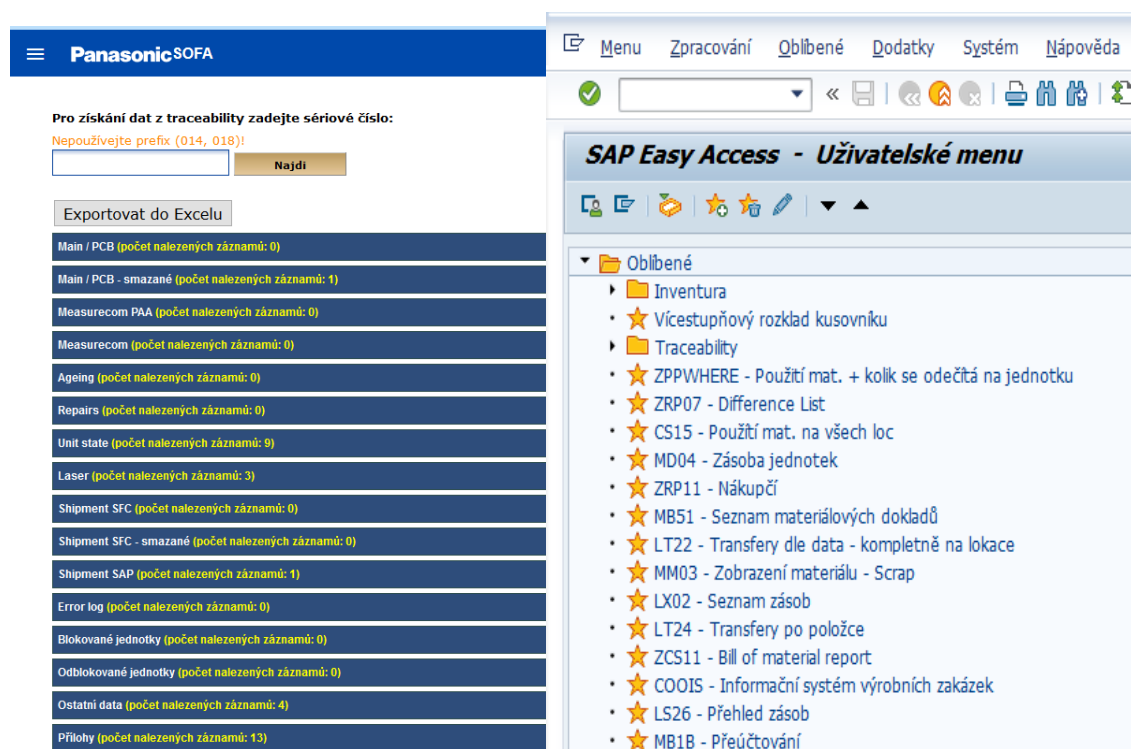 Panasonic SOFA
Pro získání dat z traceability zadejte sériové číslo:
Nepoužívejte prefix (014, 018)!
Najdi
Exportovat do Excelu
Main / PCB (počet nalezených záznamů: 0)
Main / PCB - smazané (počet nalezených záznamů: 1)
Measurecom PAA (počet nalezených záznamů: 0)
Measurecom (počet nalezených záznamů: 0)
Ageing (počet nalezených záznamů: 0)
Repairs (počet nalezených záznamů: 0)
Unit state (počet nalezených záznamů: 9)
Laser (počet nalezených záznamů: 3)
Shipment SFC (počet nalezených záznamů: 0)
Shipment SFC - smazané (počet nalezených záznamů: 0)
Shipment SAP (počet nalezených záznamů: 1)
Error log (počet nalezených záznamů: 0)
Blokované jednotky (počet nalezených záznamů: 0)
Odblokované jednotky (počet nalezených záznamů: 0)
Ostatní data (počet nalezených záznamů: 4)
Přílohy (počet nalezených záznamů: 13)
Menu Zpracování Oblíbené Dodatky Systém Nápověda
SAP Easy Access - Uživatelské menu
Oblíbené
Inventura
Vícestupňový rozklad kusovníku
Traceability
ZPPWHERE - Použití mat. + kolik se odečítá na jednotku
ZRP07 - Difference List
CS15 - Použítí mat. na všech loc
MD04 - Zásoba jednotek
ZRP11 - Nákupčí
MB51 - Seznam materiálových dokladů
LT22 - Transfery dle data - kompletně na lokace
MM03 - Zobrazení materiálu - Scrap
LX02 - Seznam zásob
LT24 - Transfery po položce
ZCS11 - Bill of material report
COOIS - Informační systém výrobních zakázek
LS26 - Přehled zásob
MB1B - Přeúčtování